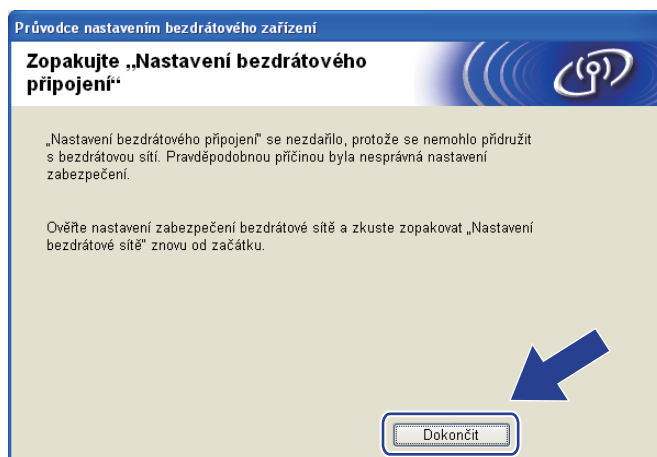 Průvodce nastavením bezdrátového zařízení
Zopakujte „Nastavení bezdrátového
připojení“
„Nastavení bezdrátového připojení" se nezdařilo, protože se nemohlo přidružit
s bezdrátovou sítí. Pravděpodobnou příčinou byla nesprávná nastavení
zabezpečení.
Ověřte nastavení zabezpečení bezdrátové sítě a zkuste zopakovat „Nastavení
bezdrátové sítě" znovu od začátku.
Dokončit